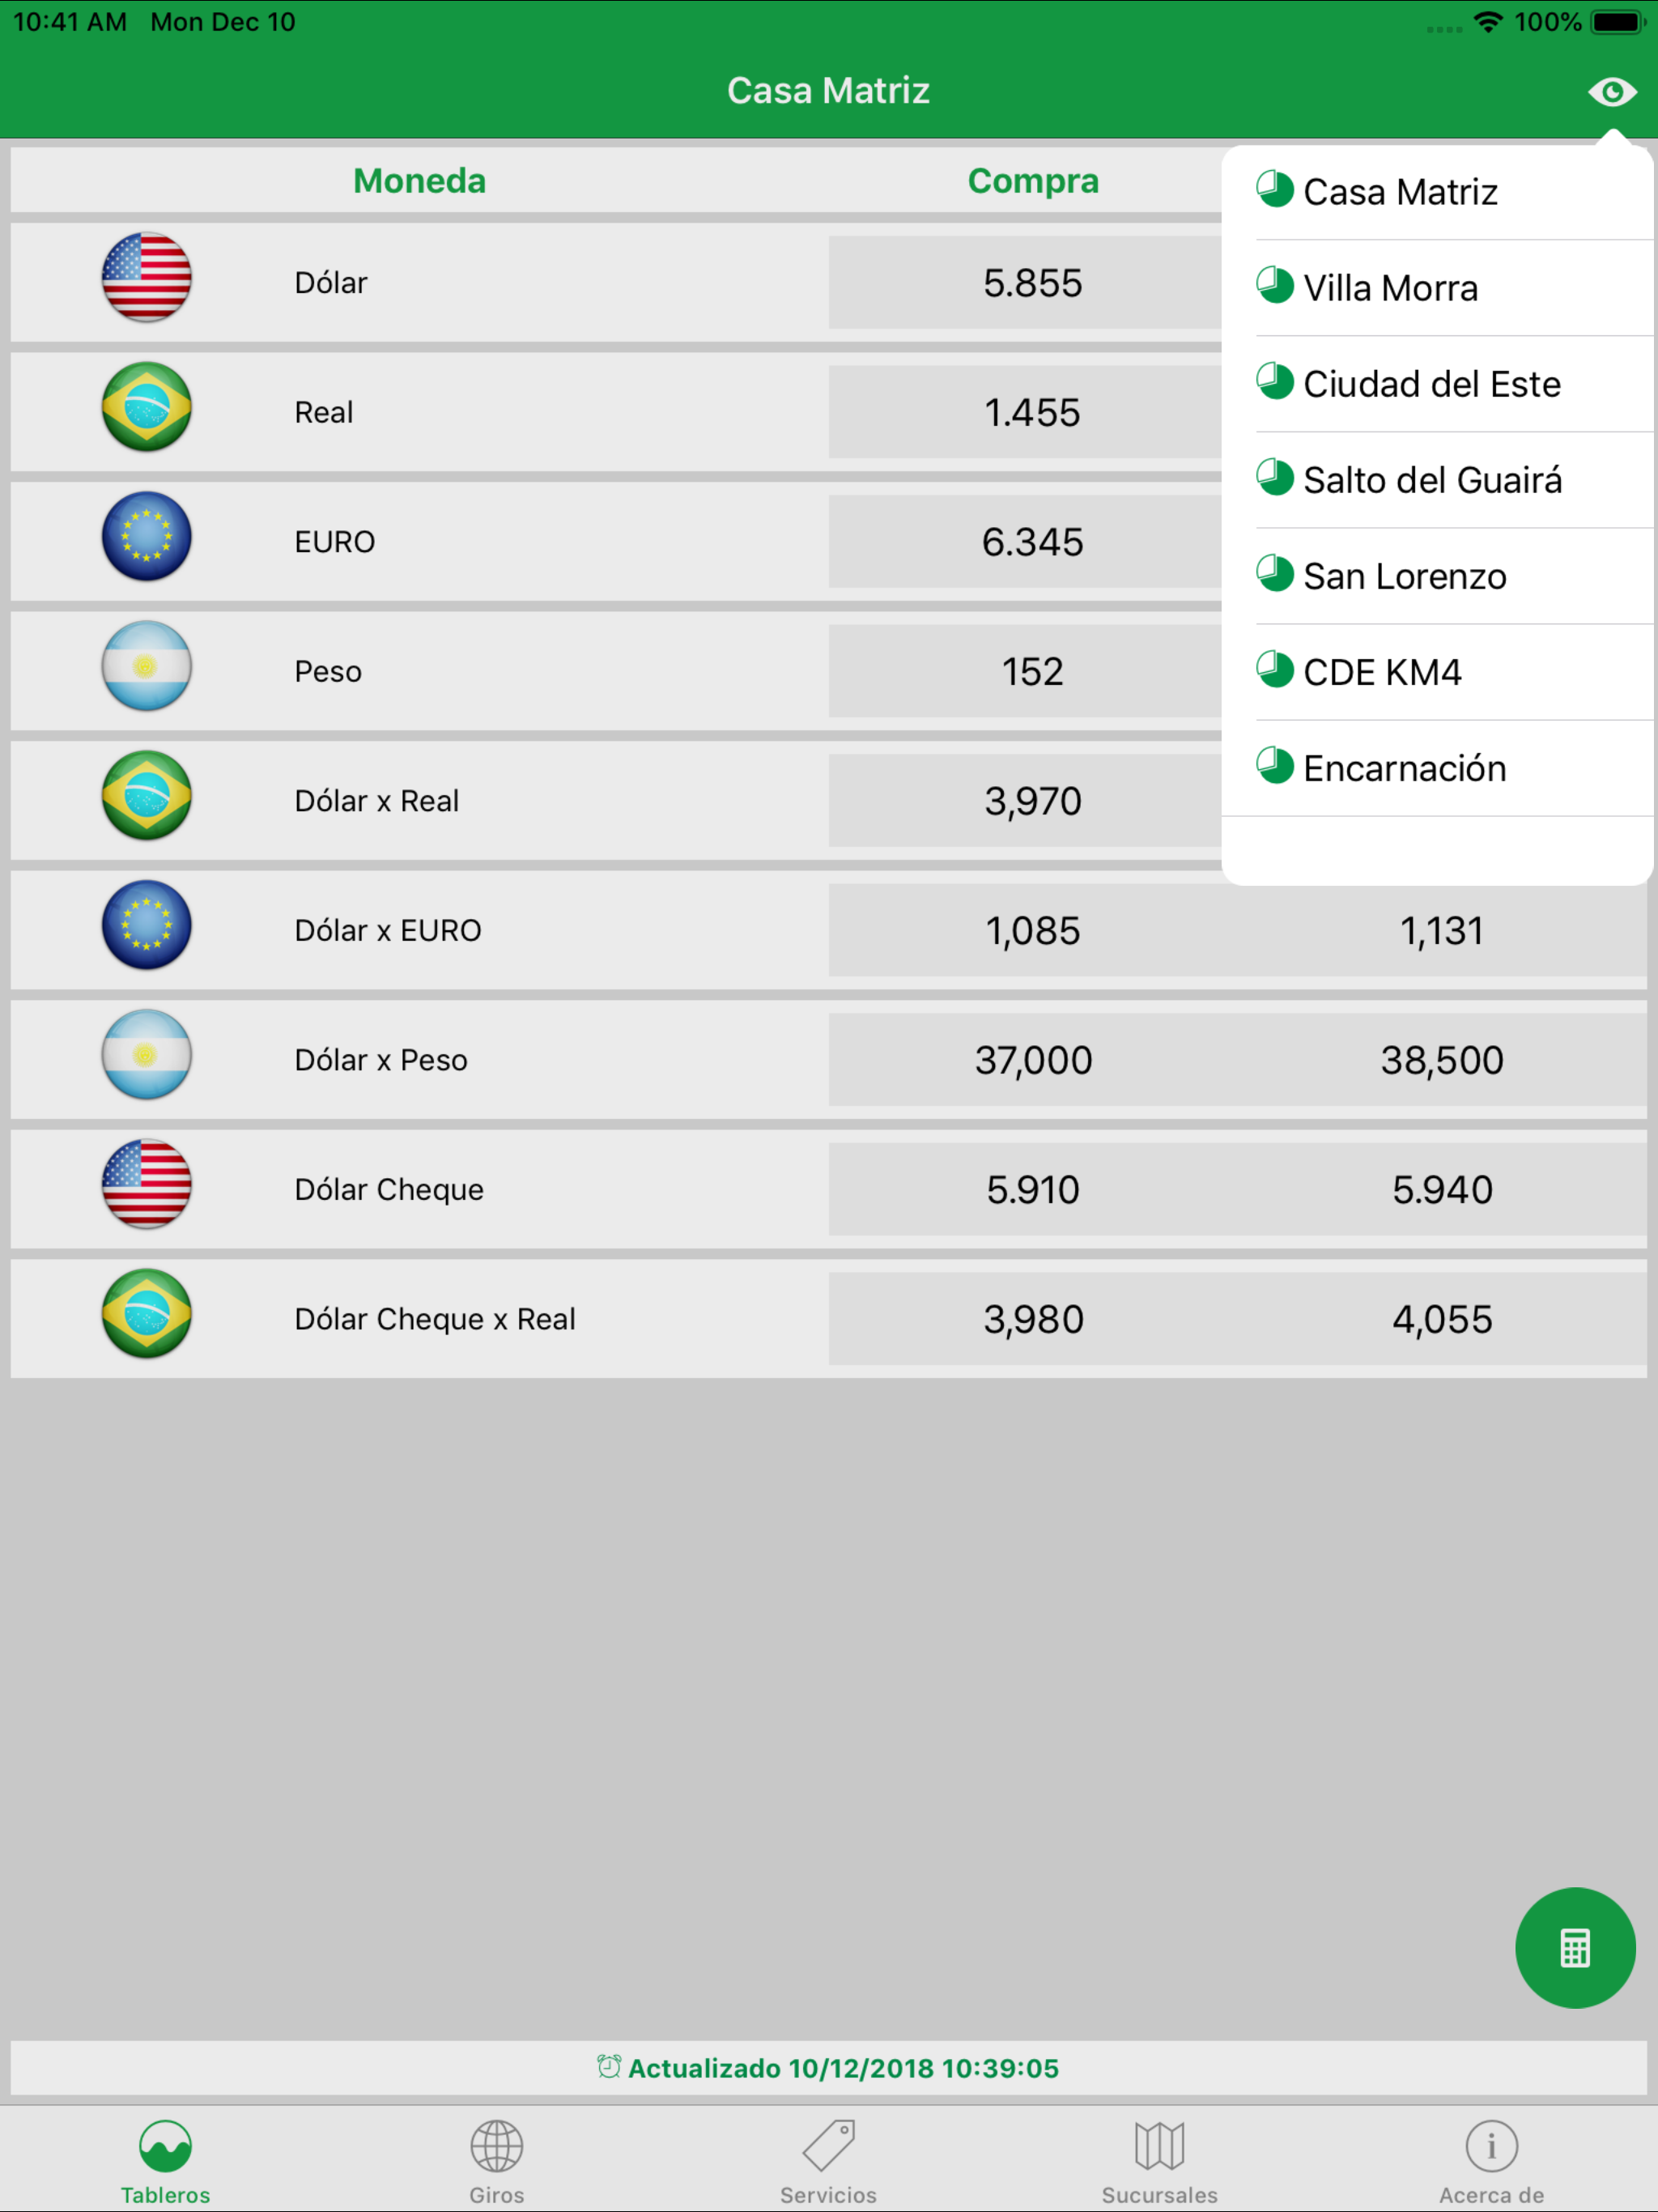 10:41 AM Mon Dec 10 100%
Casa Matriz
Moneda Compra
Casa Matriz
Villa Morra
Ciudad del Este
Salto del Guairá
San Lorenzo
CDE KM4
Encarnación
Dólar 5.855
Real 1.455
EURO 6.345
Peso 152
Dólar x Real 3,970
Dólar x EURO 1,085 1,131
Dólar x Peso 37,000 38,500
Dólar Cheque 5.910 5.940
Dólar Cheque x Real 3,980 4,055
Actualizado 10/12/2018 10:39:05
Tableros Giros Servicios Sucursales Acerca de